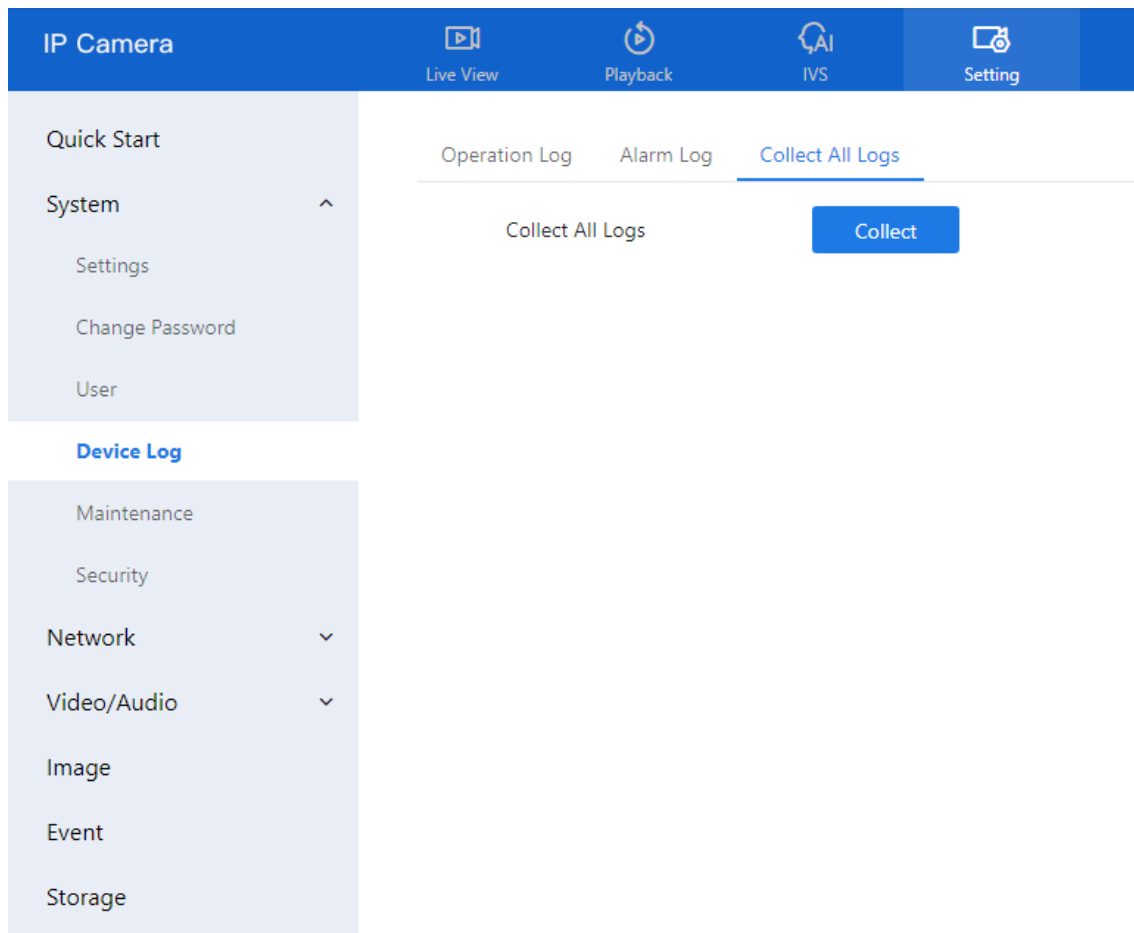 IP Camera
Live View
Playback
AI
IVS
Setting
Quick Start
System
Settings
Change Password
User
Device Log
Maintenance
Security
Network
Video/Audio
Image
Event
Storage
Operation Log
Alarm Log
Collect All Logs
Collect All Logs
Collect